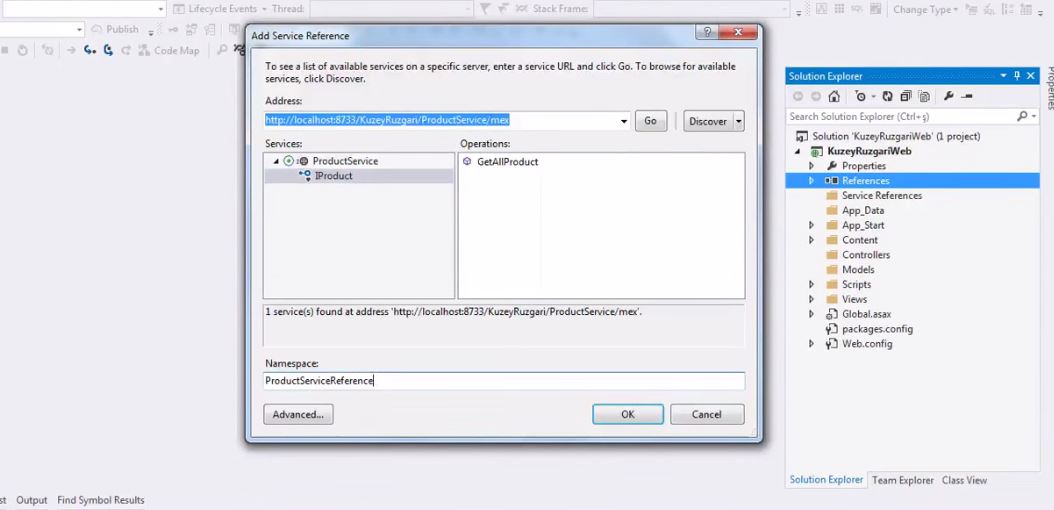 Lifecycle Events
Thread:
Stack Frame:
Change Type
Publish
Code Map
Add Service Reference
?
To see a list of available services on a specific server, enter a service URL and click Go. To browse for available
services, click Discover.
Address:
http://localhost:8733/KuzeyRuzgari/ProductService/mex
Go
Discover
Services:
Operations:
ProductService
IProduct
GetAllProduct
1 service(s) found at address 'http://localhost:8733/KuzeyRuzgari/ProductService/mex'.
Namespace:
ProductServiceReference
Advanced...
OK
Cancel
Solution Explorer
Search Solution Explorer (Ctrl+ş)
Solution 'KuzeyRuzgariWeb' (1 project)
KuzeyRuzgariWeb
Properties
References
Service References
App_Data
App_Start
Content
Controllers
Models
Scripts
Views
Global.asax
packages.config
Web.config
Solution Explorer
Team Explorer
Class View
Properties
Output
Find Symbol Results